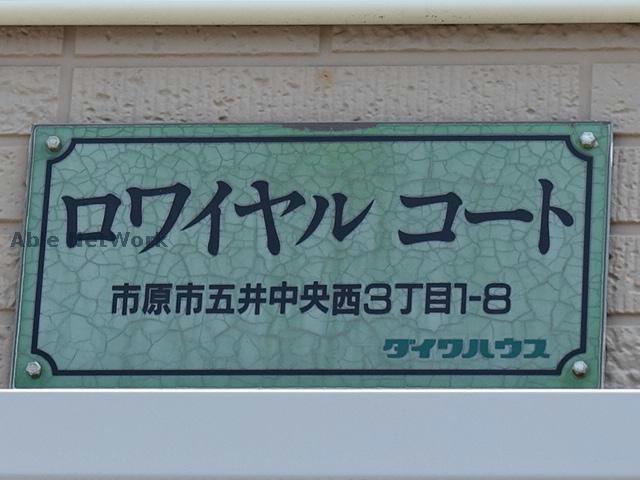 ロワイヤル コート
Able Network
市原市五井中央西3丁目1-8
ダイワハウス